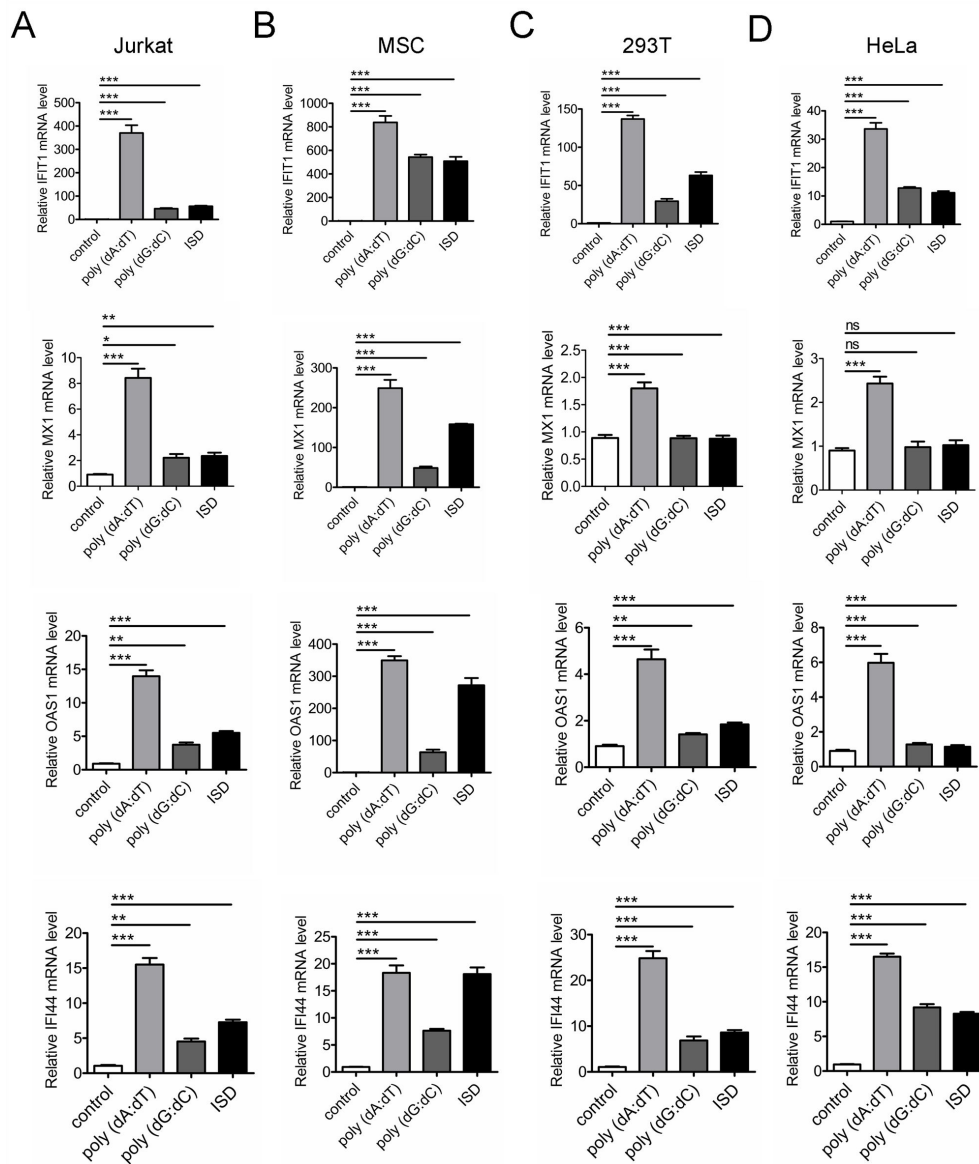 A
Jurkat
B
MSC
C
293T
D
HeLa
Relative IFIT1 mRNA level
500
400
300
200
100
0
***
***
***
control
poly (dA:dT)
poly (dG:dC)
ISD
Relative IFIT1 mRNA level
1000
800
600
400
200
0
***
***
***
control
poly (dA:dT)
poly (dG:dC)
ISD
Relative IFIT1 mRNA level
150
100
50
0
***
***
***
control
poly (dA:dT)
poly (dG:dC)
ISD
Relative IFIT1 mRNA level
40
30
20
10
0
***
***
***
control
poly (dA:dT)
poly (dG:dC)
ISD
Relative MX1 mRNA level
10
8
6
4
2
0
**
*
***
control
poly (dA:dT)
poly (dG:dC)
ISD
Relative MX1 mRNA level
300
200
100
0
***
***
***
control
poly (dA:dT)
poly (dG:dC)
ISD
Relative MX1 mRNA level
2.5
2.0
1.5
1.0
0.5
0.0
***
***
***
control
poly (dA:dT)
poly (dG:dC)
ISD
Relative MX1 mRNA level
3
2
1
0
ns
ns
***
control
poly (dA:dT)
poly (dG:dC)
ISD
Relative OAS1 mRNA level
20
15
10
5
0
***
**
***
control
poly (dA:dT)
poly (dG:dC)
ISD
Relative OAS1 mRNA level
400
300
200
100
0
***
***
***
control
poly (dA:dT)
poly (dG:dC)
ISD
Relative OAS1 mRNA level
6
4
2
0
***
**
***
control
poly (dA:dT)
poly (dG:dC)
ISD
Relative OAS1 mRNA level
8
6
4
2
0
***
***
***
control
poly (dA:dT)
poly (dG:dC)
ISD
Relative IFI44 mRNA level
20
15
10
5
0
***
**
***
control
poly (dA:dT)
poly (dG:dC)
ISD
Relative IFI44 mRNA level
25
20
15
10
5
0
***
***
***
control
poly (dA:dT)
poly (dG:dC)
ISD
Relative IFI44 mRNA level
30
20
10
0
***
***
***
control
poly (dA:dT)
poly (dG:dC)
ISD
Relative IFI44 mRNA level
20
15
10
5
0
***
***
***
control
poly (dA:dT)
poly (dG:dC)
ISD